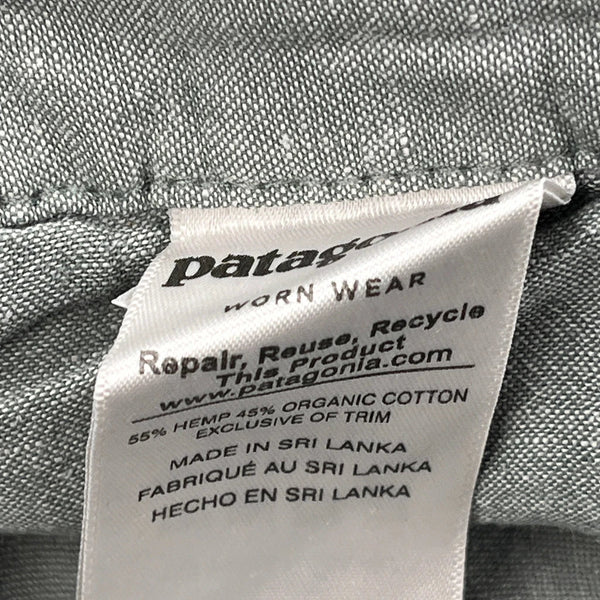 patagonia
WORN WEAR
Repair, Reuse, Recycle
This Product
www.patagonia.com
55% HEMP 45% ORGANIC COTTON
EXCLUSIVE OF TRIM
MADE IN SRI LANKA
FABRIQUÉ AU SRI LANKA
HECHO EN SRI LANKA